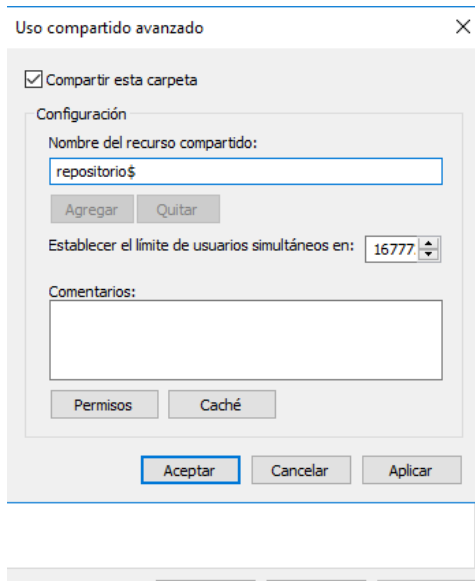 Uso compartido avanzado
Compartir esta carpeta
Configuración
Nombre del recurso compartido:
repositorio$
Agregar Quitar
Establecer el límite de usuarios simultáneos en: 16777
Comentarios:
Permisos Caché
Aceptar Cancelar Aplicar